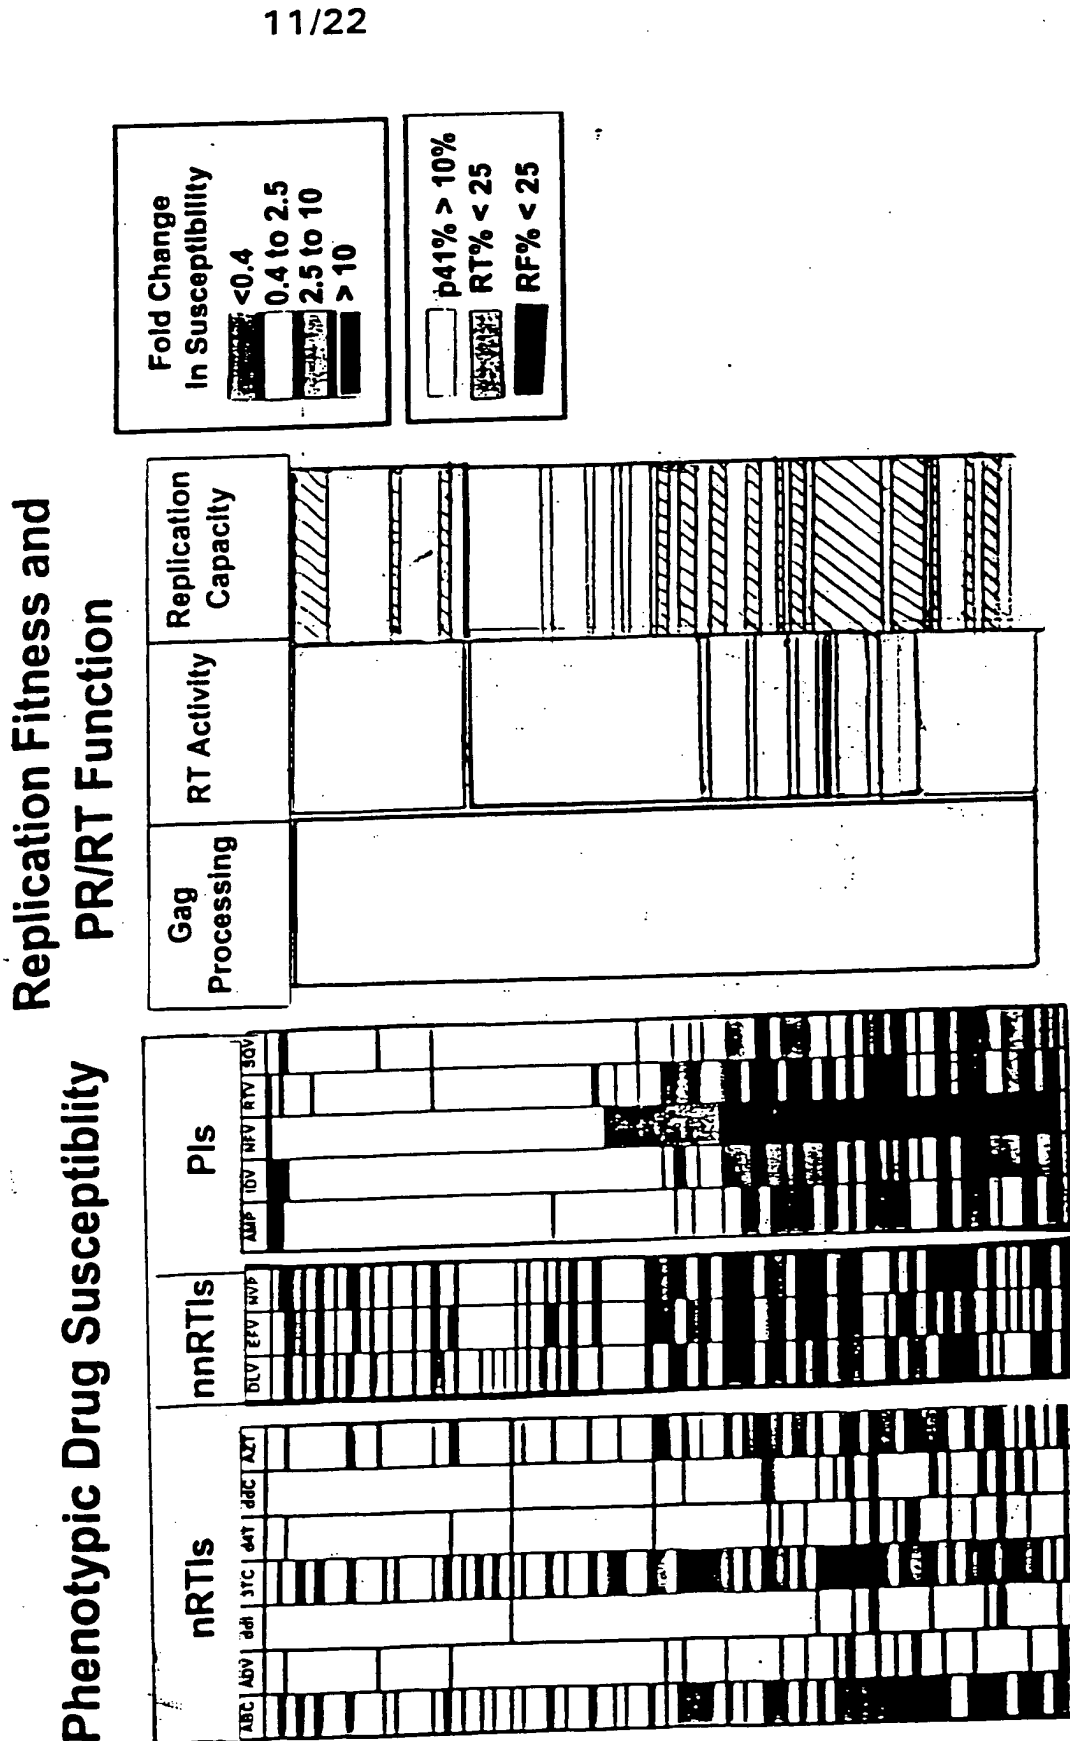 11/22
Phenotypic Drug Susceptiblity
Replication Fitness and
PR/RT Function
nRTIs
nnRTIs
PIs
ABC
ADV
ddI
3TC
d4T
ddC
AZT
DLV
EFV
NVP
AMP
IDV
NFV
RTV
SQV
Gag
Processing
RT Activity
Replication
Capacity
Fold Change
In Susceptibility
<0.4
0.4 to 2.5
2.5 to 10
> 10
p41% > 10%
RT% < 25
RF% < 25